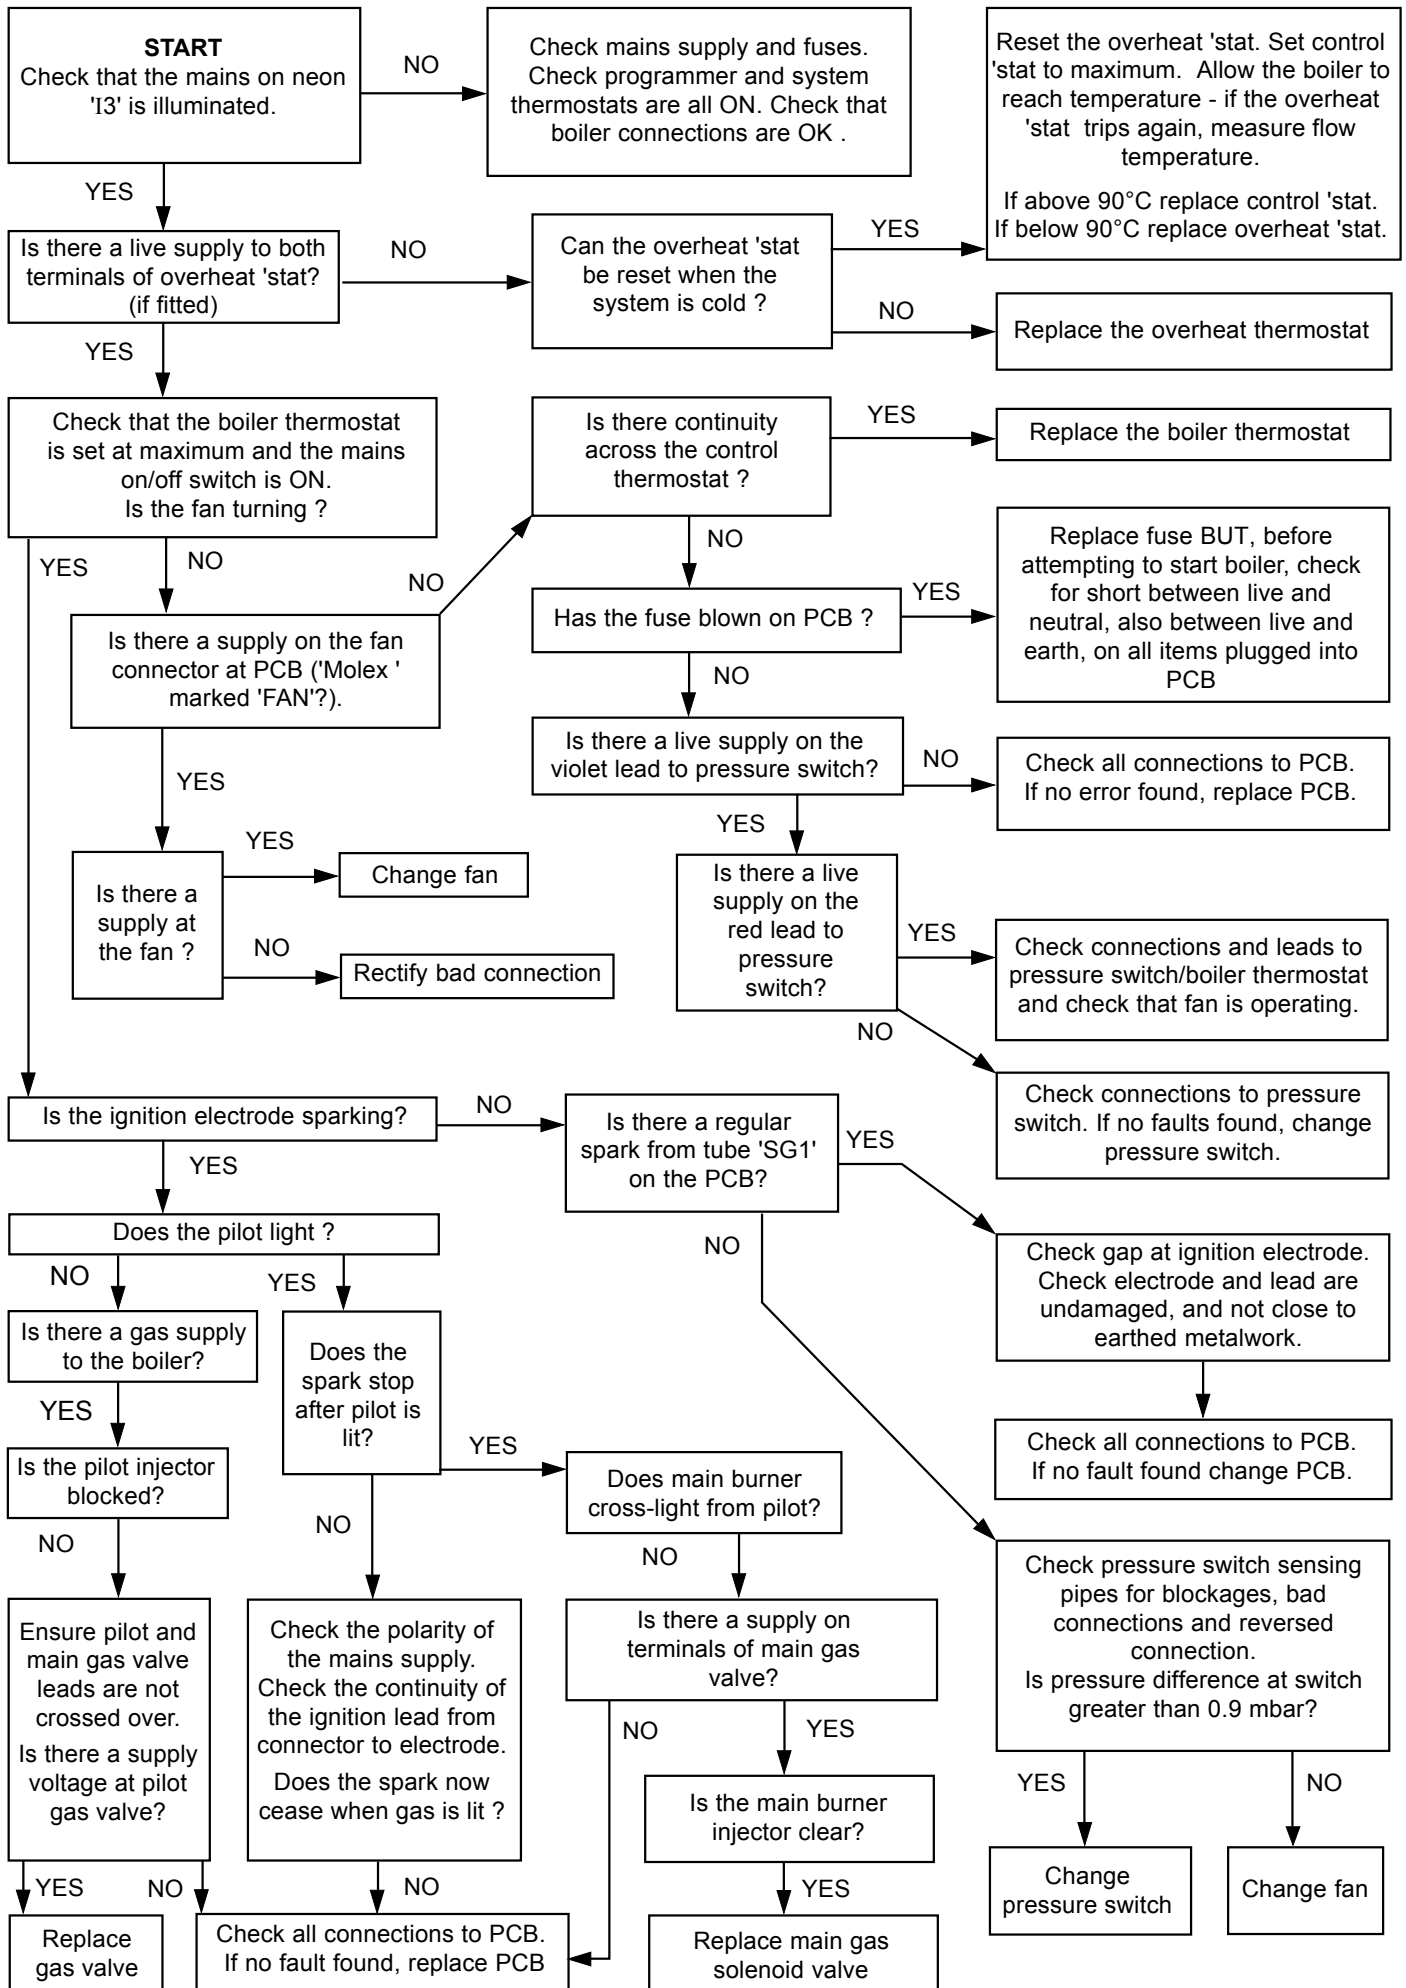 START
Check that the mains on neon
'I3' is illuminated.
NO
Check mains supply and fuses.
Check programmer and system
thermostats are all ON. Check that
boiler connections are OK .
Reset the overheat 'stat. Set control
'stat to maximum. Allow the boiler to
reach temperature - if the overheat
'stat trips again, measure flow
temperature.
If above 90°C replace control 'stat.
If below 90°C replace overheat 'stat.
YES
Is there a live supply to both
terminals of overheat 'stat?
(if fitted)
NO
Can the overheat 'stat
be reset when the
system is cold ?
YES
NO
Replace the overheat thermostat
YES
Check that the boiler thermostat
is set at maximum and the mains
on/off switch is ON.
Is the fan turning ?
Is there continuity
across the control
thermostat ?
YES
Replace the boiler thermostat
YES
NO
NO
NO
Has the fuse blown on PCB ?
YES
Replace fuse BUT, before
attempting to start boiler, check
for short between live and
neutral, also between live and
earth, on all items plugged into
PCB
Is there a supply on the fan
connector at PCB ('Molex '
marked 'FAN'?).
NO
Is there a live supply on the
violet lead to pressure switch?
NO
Check all connections to PCB.
If no error found, replace PCB.
YES
YES
Is there a
supply at
the fan ?
YES
Change fan
NO
Rectify bad connection
Is there a live
supply on the
red lead to
pressure
switch?
YES
Check connections and leads to
pressure switch/boiler thermostat
and check that fan is operating.
NO
Check connections to pressure
switch. If no faults found, change
pressure switch.
Is the ignition electrode sparking?
NO
Is there a regular
spark from tube 'SG1'
on the PCB?
YES
YES
NO
Check gap at ignition electrode.
Check electrode and lead are
undamaged, and not close to
earthed metalwork.
Check all connections to PCB.
If no fault found change PCB.
Does the pilot light ?
NO
YES
Is there a gas supply
to the boiler?
Does the
spark stop
after pilot is
lit?
YES
Is the pilot injector
blocked?
YES
Does main burner
cross-light from pilot?
NO
NO
NO
Check pressure switch sensing
pipes for blockages, bad
connections and reversed
connection.
Is pressure difference at switch
greater than 0.9 mbar?
Ensure pilot and
main gas valve
leads are not
crossed over.
Is there a supply
voltage at pilot
gas valve?
Check the polarity of
the mains supply.
Check the continuity of
the ignition lead from
connector to electrode.
Does the spark now
cease when gas is lit ?
Is there a supply on
terminals of main gas
valve?
NO
YES
YES
NO
Is the main burner
injector clear?
Change
pressure switch
Change fan
YES
NO
NO
YES
Replace
gas valve
Check all connections to PCB.
If no fault found, replace PCB
Replace main gas
solenoid valve